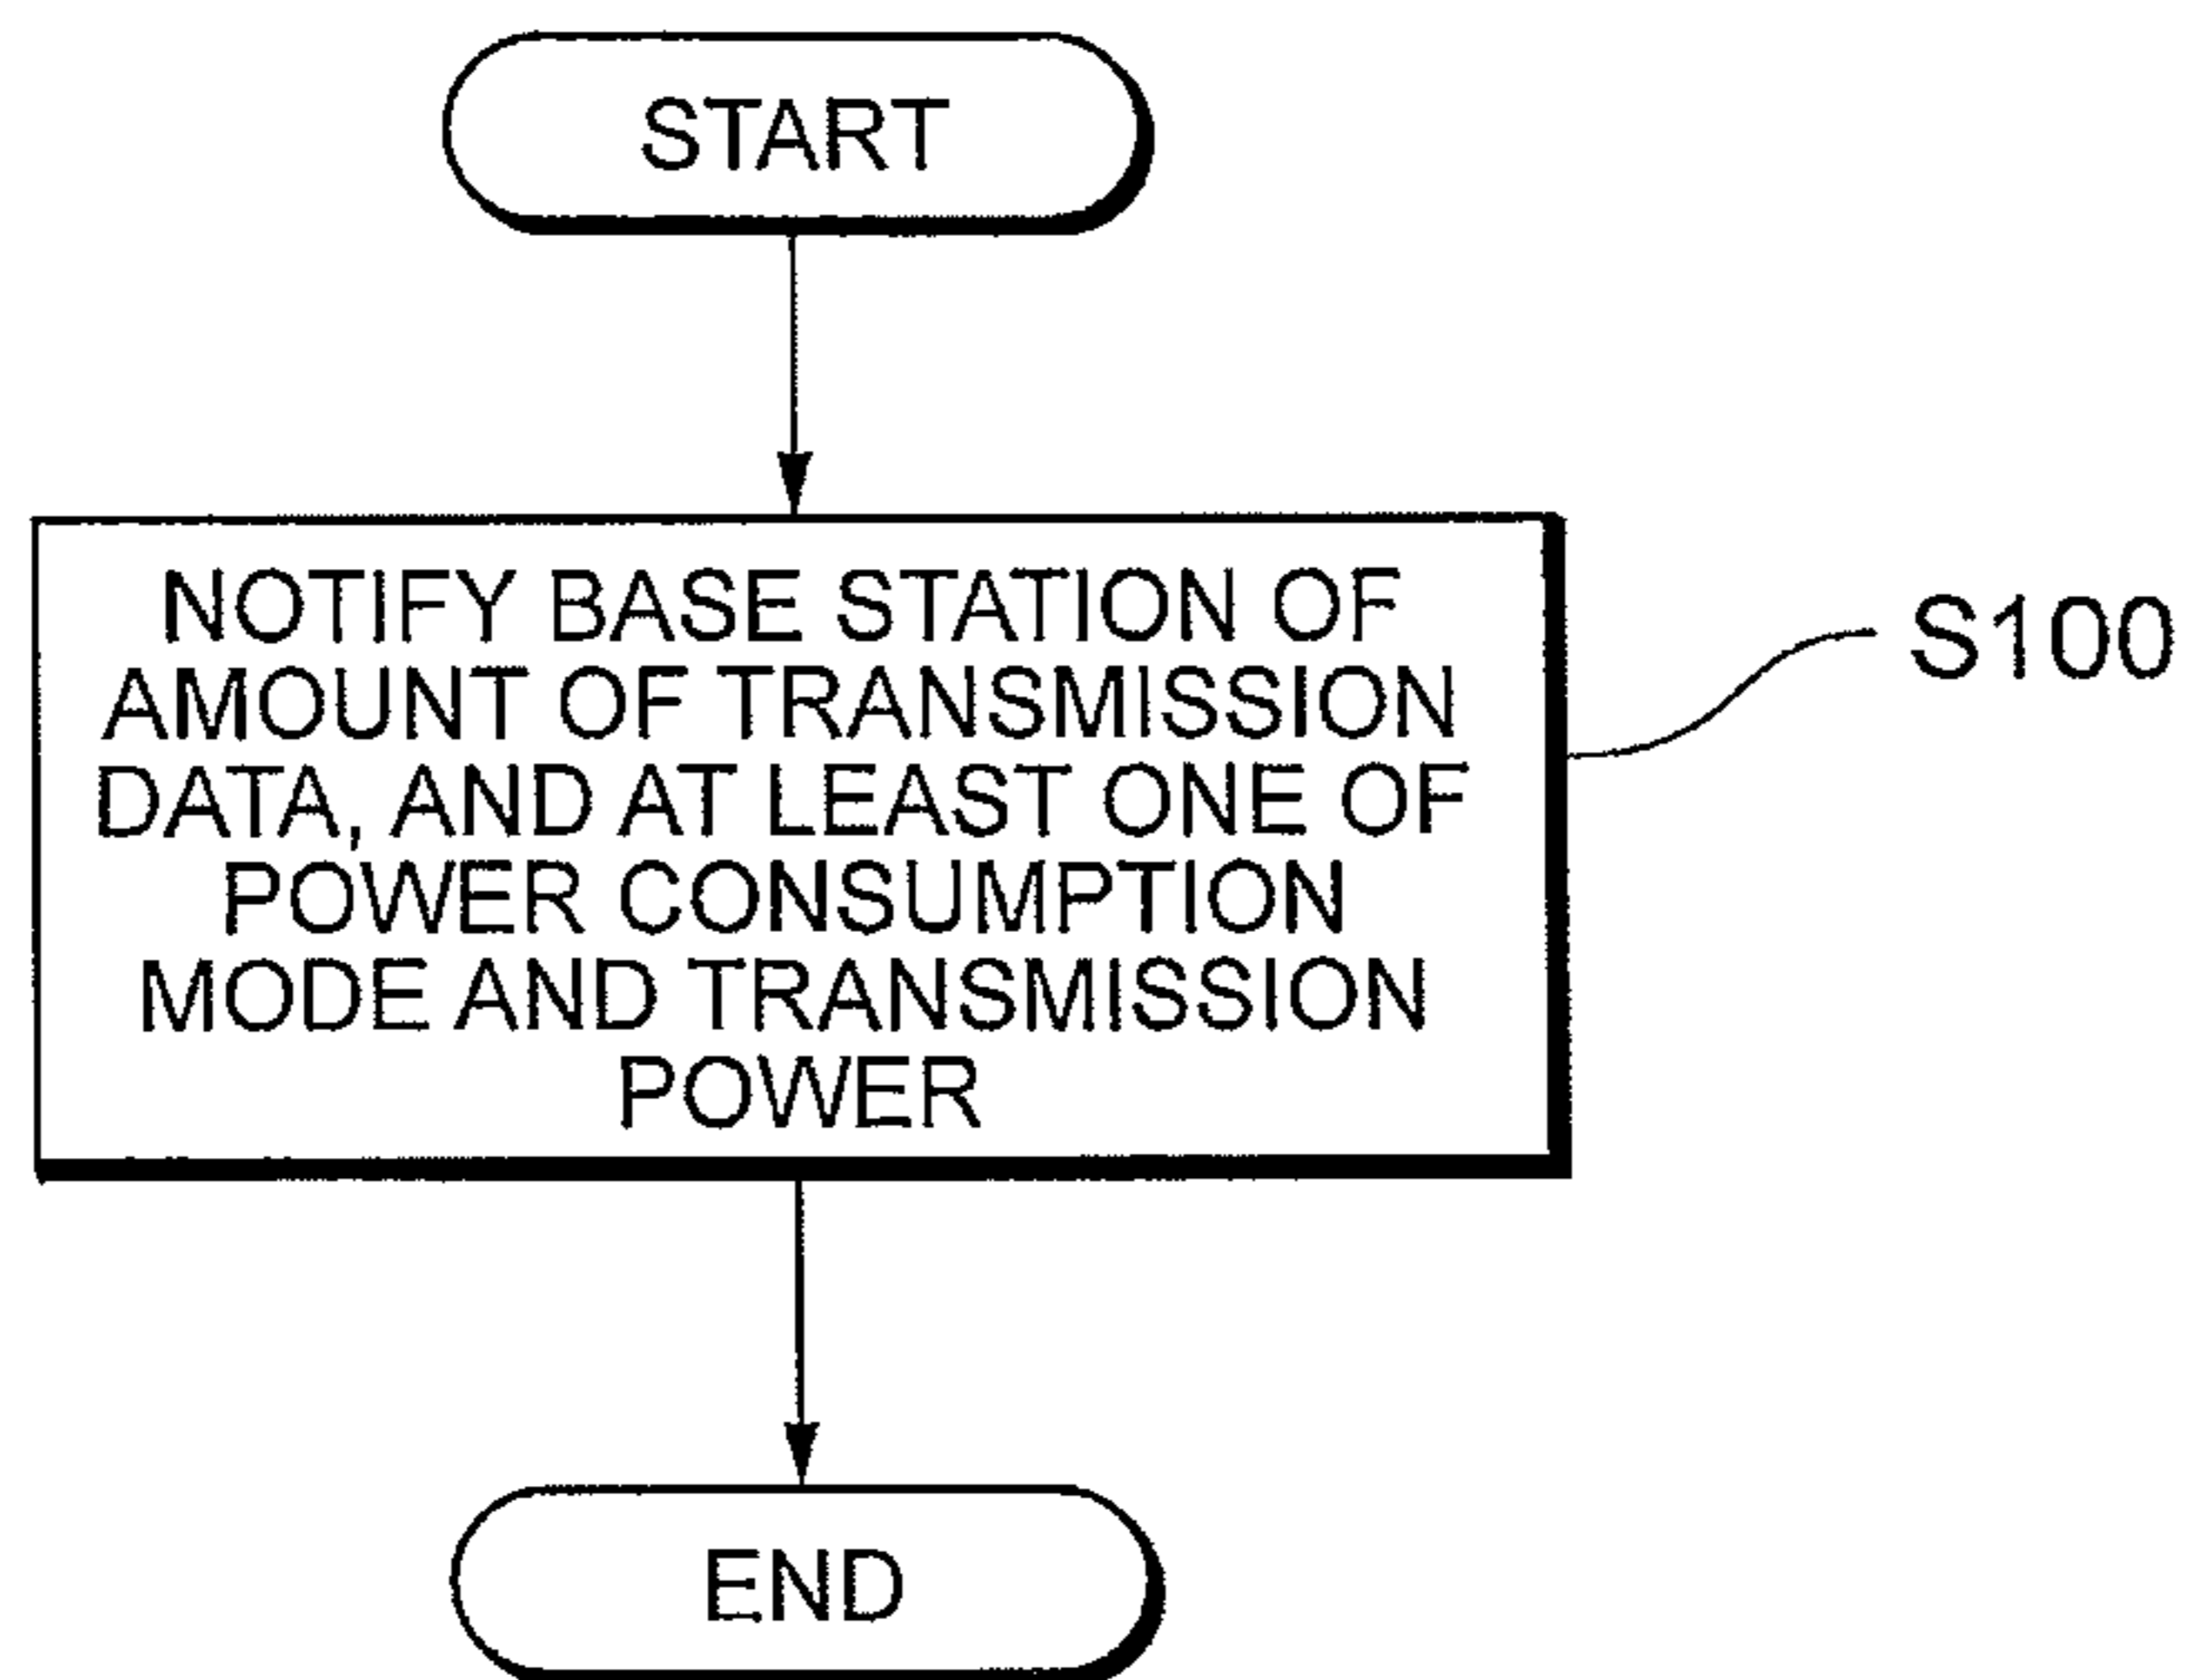 START
NOTIFY BASE STATION OF
AMOUNT OF TRANSMISSION
DATA, AND AT LEAST ONE OF
POWER CONSUMPTION
MODE AND TRANSMISSION
POWER
S100
END